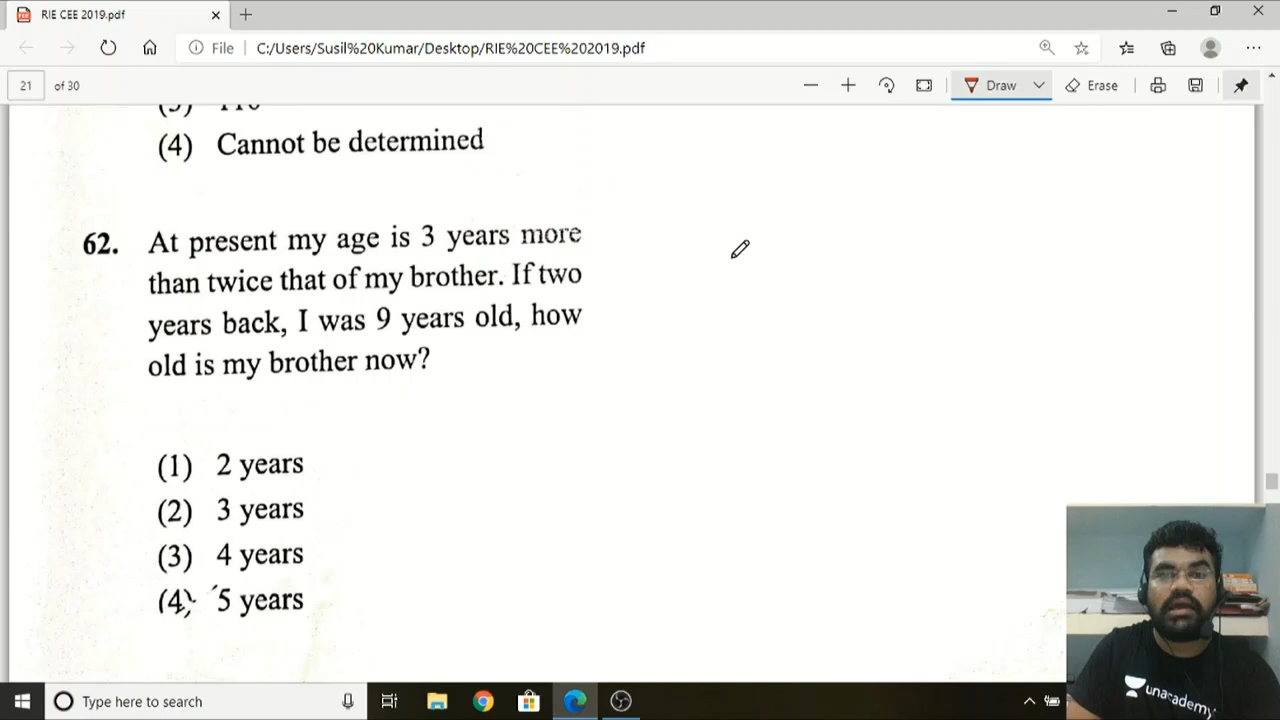 RIE CEE 2019.pdf
File C:/Users/Susil%20Kumar/Desktop/RIE%20CEE%202019.pdf
21 of 30 Draw Erase
(4) Cannot be determined
62. At present my age is 3 years more
than twice that of my brother. If two
years back, I was 9 years old, how
old is my brother now?
(1) 2 years
(2) 3 years
(3) 4 years
(4) 5 years
unacademy
Type here to search